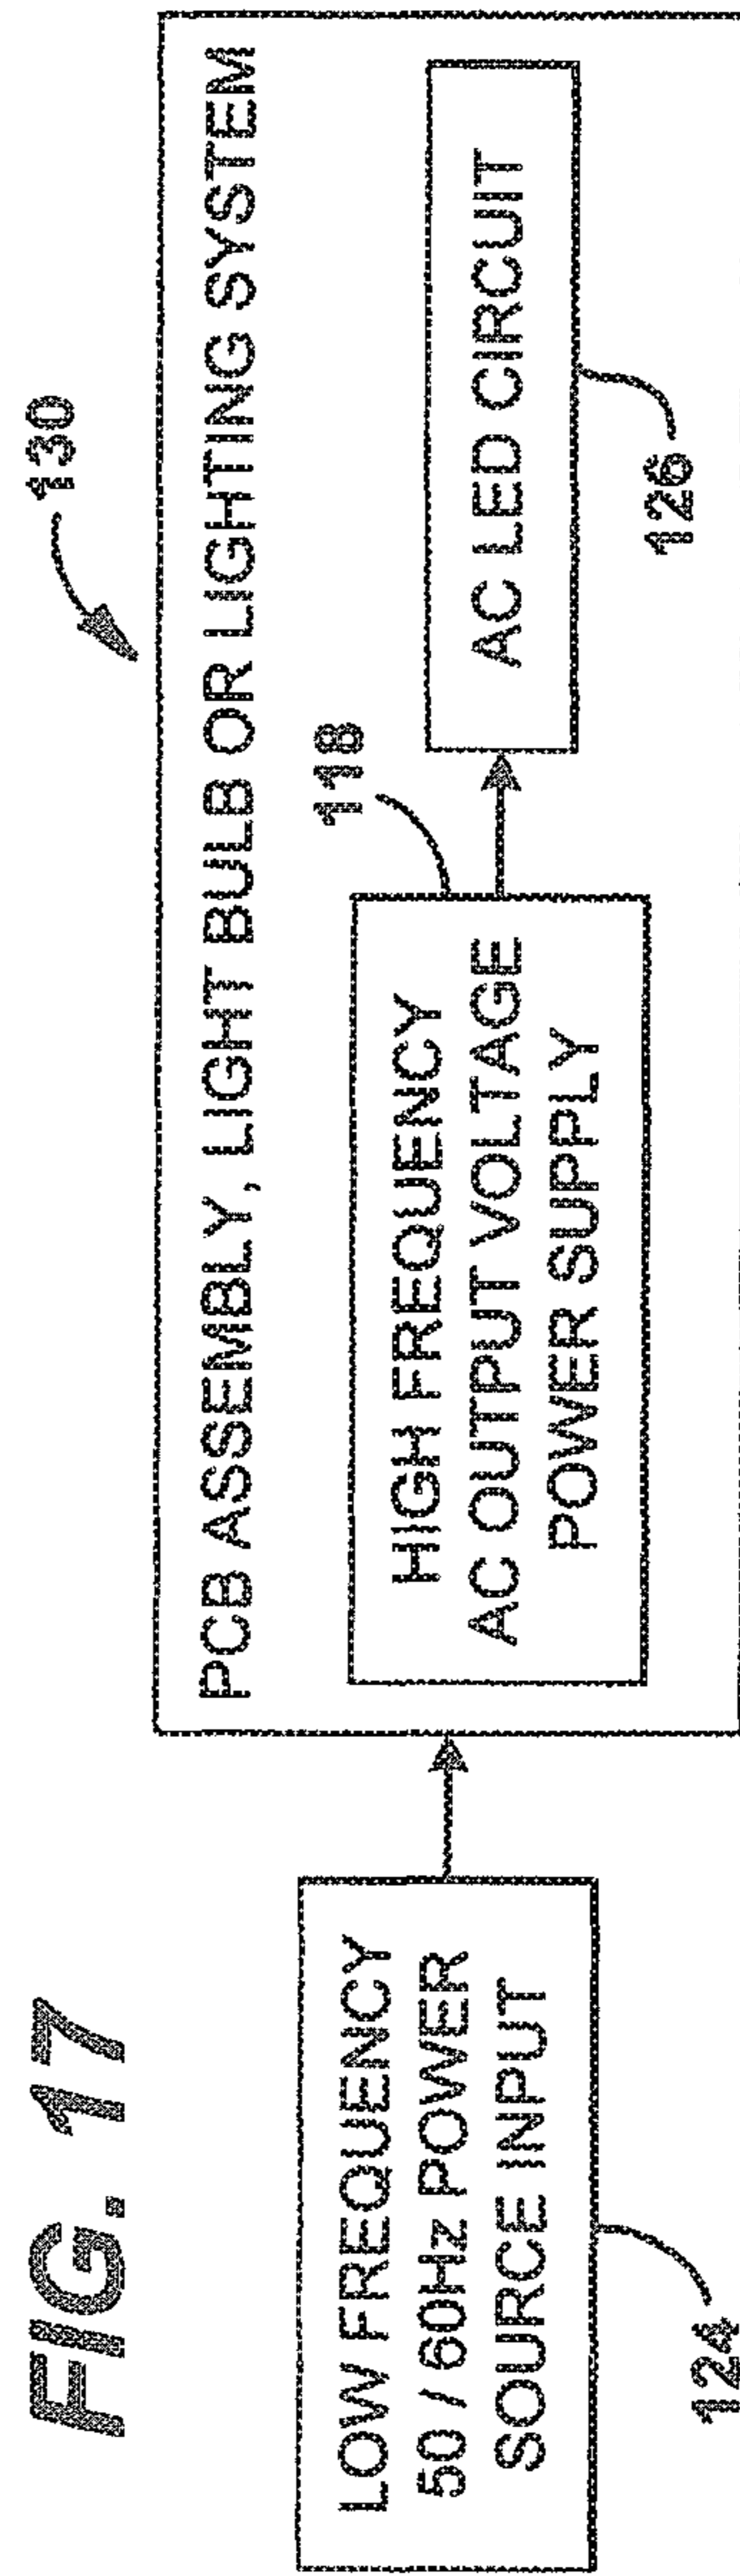 FIG. 17
130
PCB ASSEMBLY, LIGHT BULB OR LIGHTING SYSTEM
LOW FREQUENCY
50 / 60Hz POWER
SOURCE INPUT
124
118
HIGH FREQUENCY
AC OUTPUT VOLTAGE
POWER SUPPLY
AC LED CIRCUIT
126